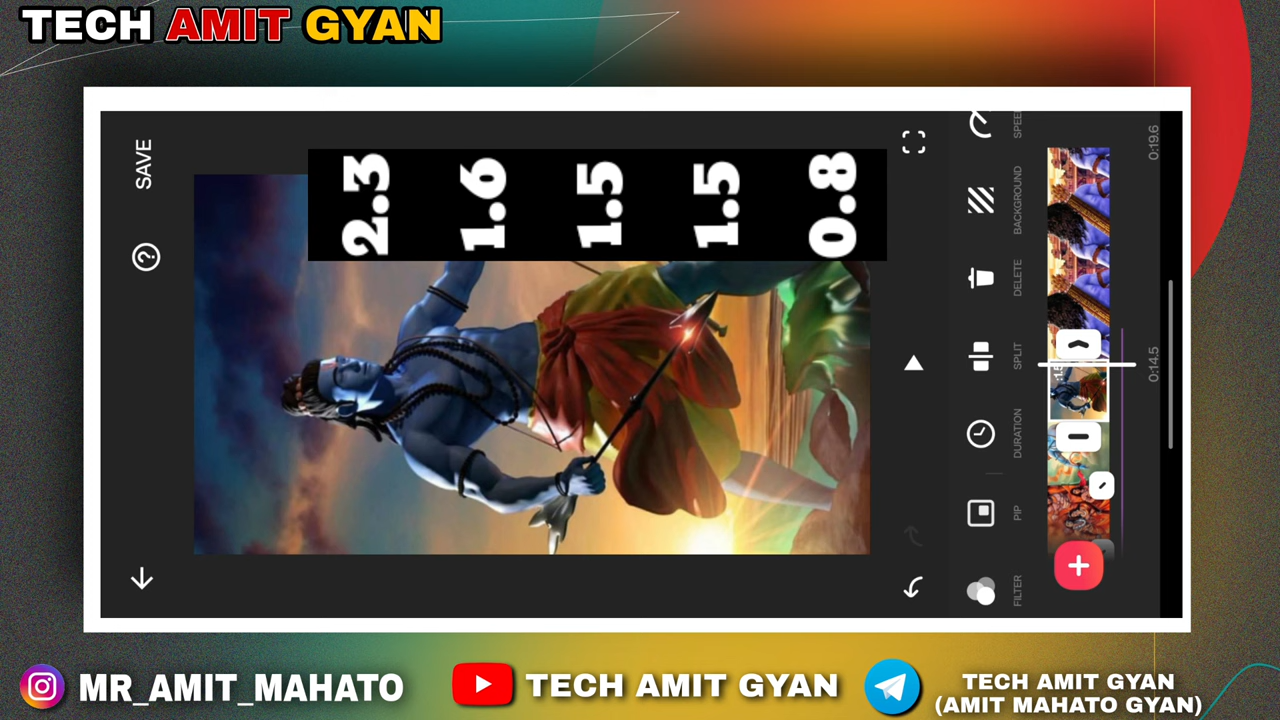 TECH AMIT GYAN
SAVE
2.3
1.6
1.5
1.5
0.8
SPEE
BACKGROUND
DELETE
SPLIT
DURATION
PIP
FILTER
0:19.6
0:14.5
MR_AMIT_MAHATO
TECH AMIT GYAN
TECH AMIT GYAN
(AMIT MAHATO GYAN)